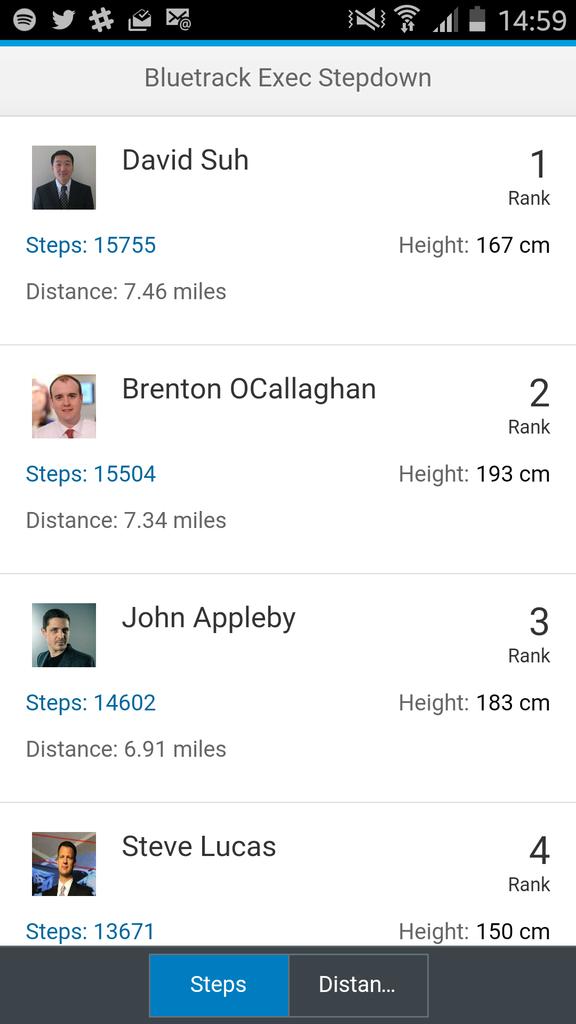 14:59
Bluetrack Exec Stepdown
David Suh
1
Rank
Steps: 15755
Height: 167 cm
Distance: 7.46 miles
Brenton OCallaghan
2
Rank
Steps: 15504
Height: 193 cm
Distance: 7.34 miles
John Appleby
3
Rank
Steps: 14602
Height: 183 cm
Distance: 6.91 miles
Steve Lucas
4
Rank
Steps: 13671
Height: 150 cm
Steps
Distan...